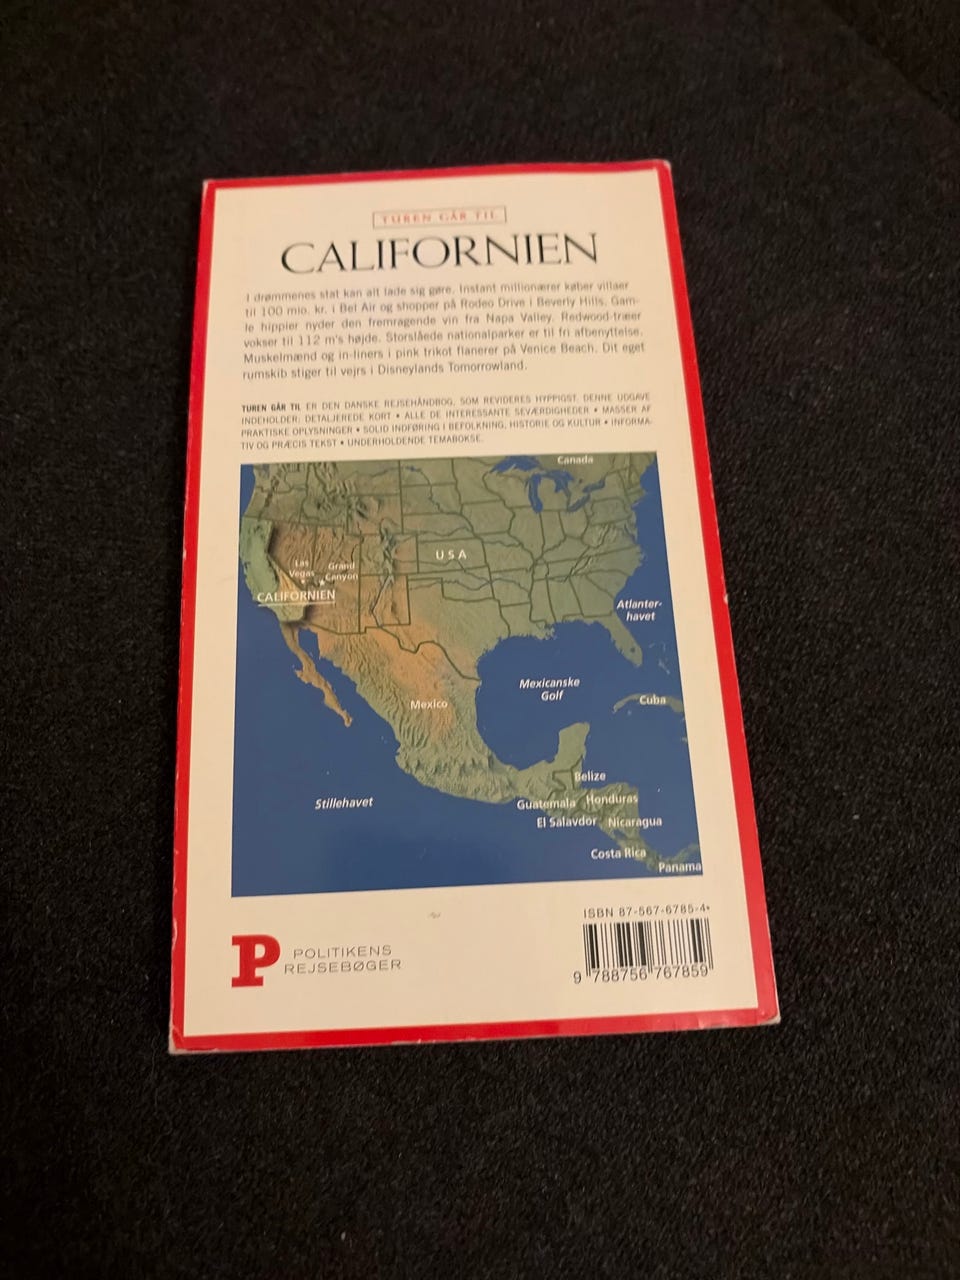 TUREN GÅR TIL
CALIFORNIEN
I drømmenes stat kan alt lade sig gøre. Instant millionærer køber villaer
til 100 mio. kr. i Bel Air og shopper på Rodeo Drive i Beverly Hills. Gam-
le hippier nyder den fremragende vin fra Napa Valley. Redwood-træer
vokser til 112 m's højde. Storslåede nationalparker er til fri afbenyttelse.
Muskelmænd og in-liners i pink trikot flanerer på Venice Beach. Dit eget
rumskib stiger til vejrs i Disneylands Tomorrowland.
TUREN GÅR TIL ER DEN DANSKE REJSEHÅNDBOG, SOM REVIDERES HYPPIGST. DENNE UDGAVE
INDEHOLDER: DETALJEREDE KORT • ALLE DE INTERESSANTE SEVÆRDIGHEDER • MASSER AF
PRAKTISKE OPLYSNINGER • SOLID INDFØRING I BEFOLKNING, HISTORIE OG KULTUR • INFORMA-
TIV OG PRÆCIS TEKST • UNDERHOLDENDE TEMABOKSE.
Canada
USA
Las
Vegas
Grand
Canyon
CALIFORNIEN
Atlanter-
havet
Mexicanske
Golf
Cuba
Mexico
Belize
Stillehavet
Guatemala
Honduras
El Salavdor
Nicaragua
Costa Rica
Panama
ISBN 87-567-6785-4
P
POLITIKENS
REJSEBØGER
9 788756 767859